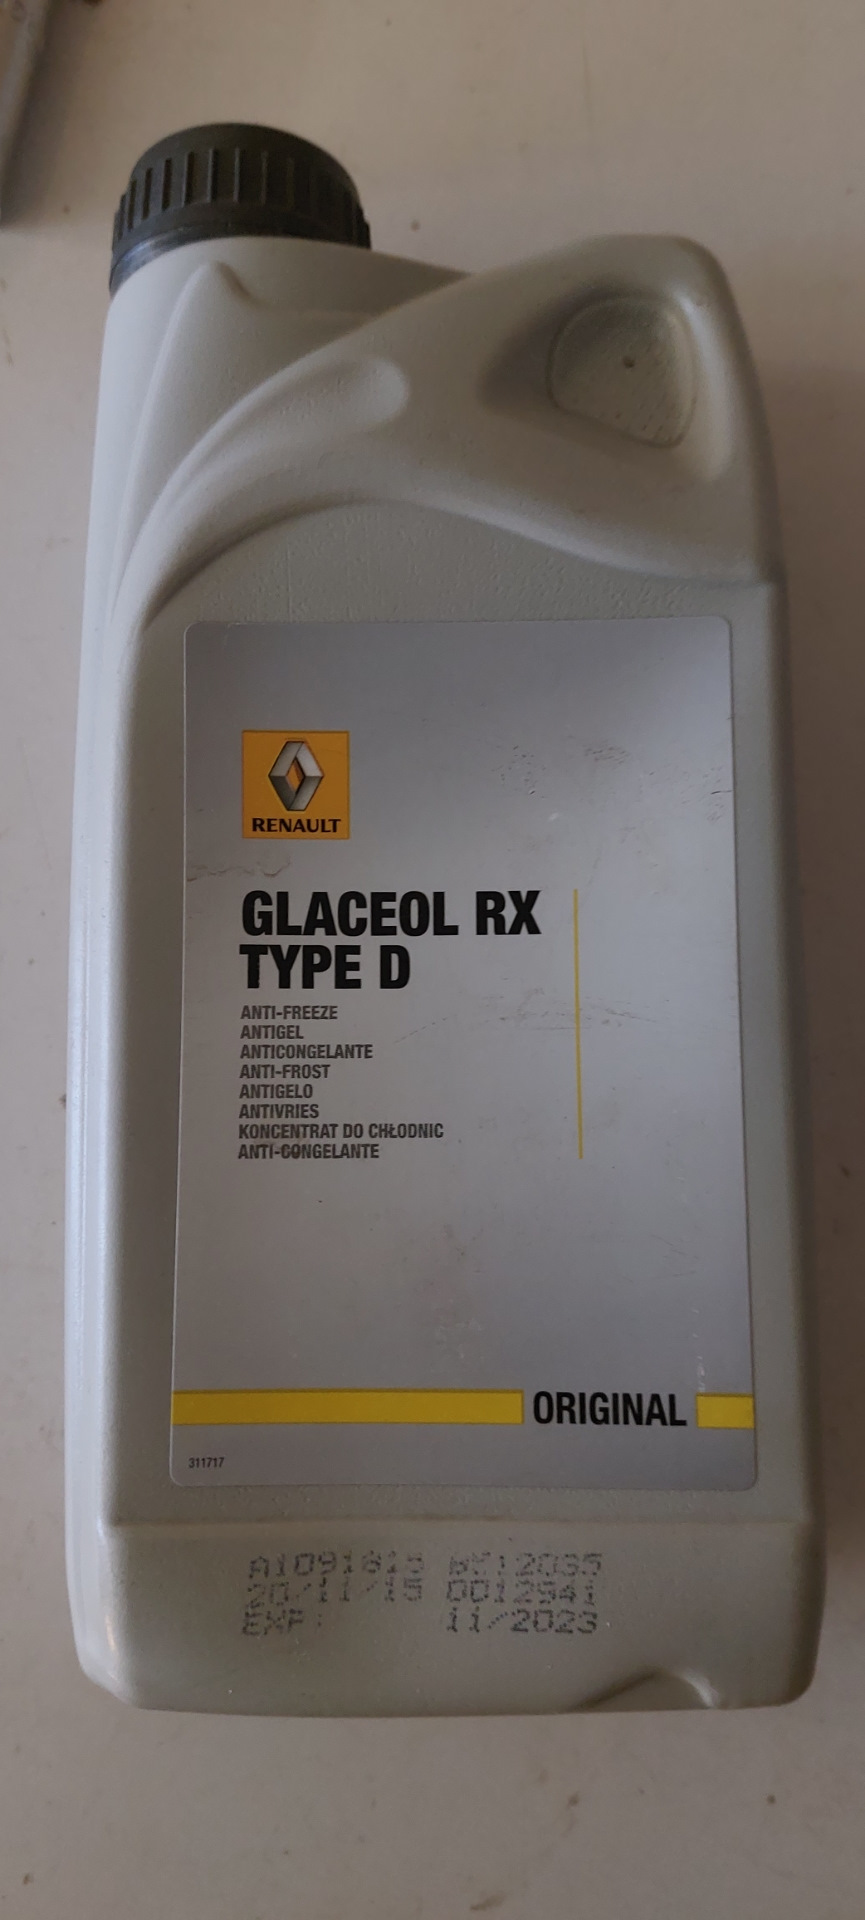 RENAULT
GLACEOL RX
TYPE D
ANTI-FREEZE
ANTIGEL
ANTICONGELANTE
ANTI-FROST
ANTIGELO
ANTIVRIES
KONCENTRAT DO CHŁODNIC
ANTI-CONGELANTE
ORIGINAL
311717
20/11/15 0012941
EXP: 11/2023